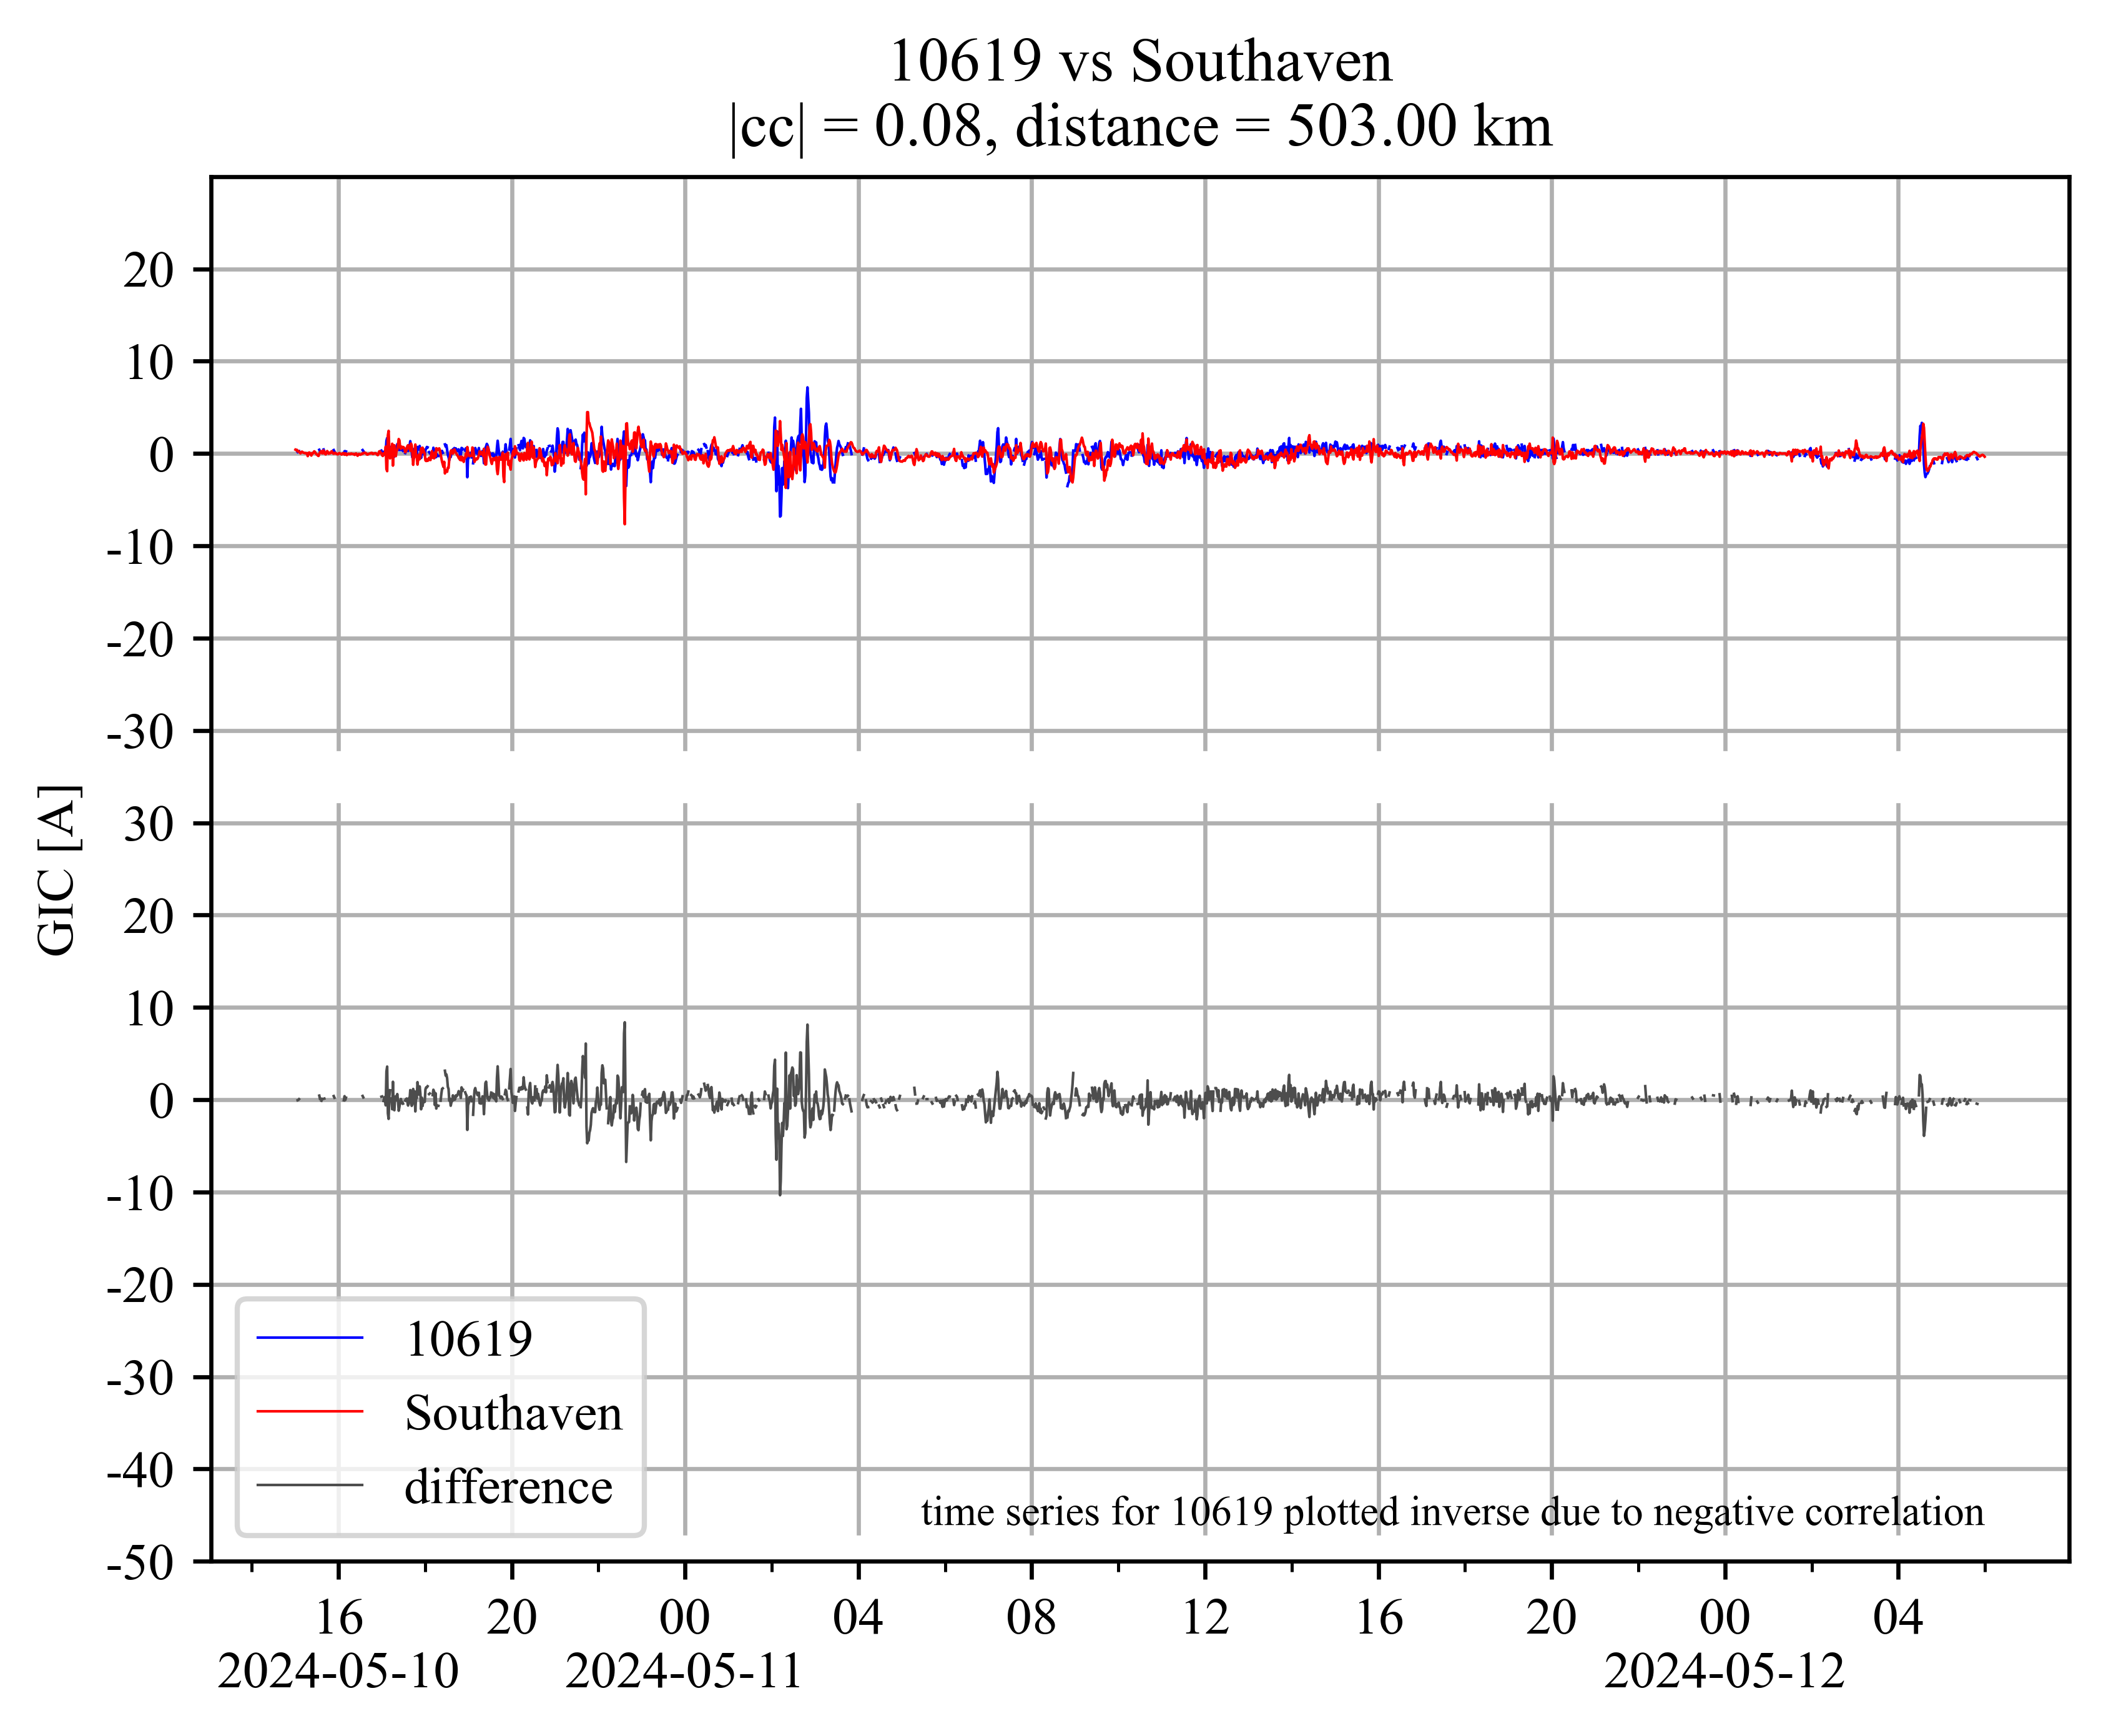 10619 vs Southaven
|cc| = 0.08, distance = 503.00 km
20
10
0
-10
-20
-30
30
20
10
0
-10
-20
-30
-40
-50
GIC [A]
10619
Southaven
difference
time series for 10619 plotted inverse due to negative correlation
16 20 00 04 08 12 16 20 00 04
2024-05-10 2024-05-11 2024-05-12